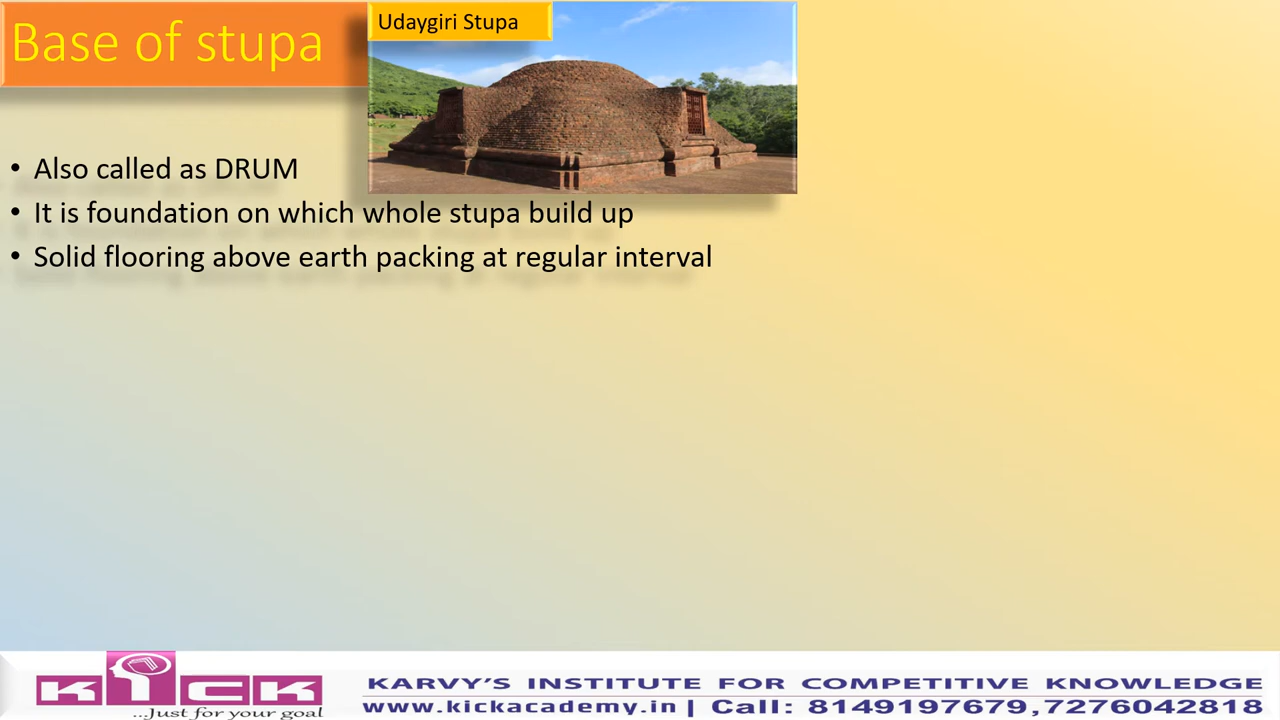 Base of stupa
Udaygiri Stupa
• Also called as DRUM
• It is foundation on which whole stupa build up
• Solid flooring above earth packing at regular interval
KICK
...Just for your goal
KARVY'S INSTITUTE FOR COMPETITIVE KNOWLEDGE
www.kickacademy.in | Call: 8149197679,7276042818